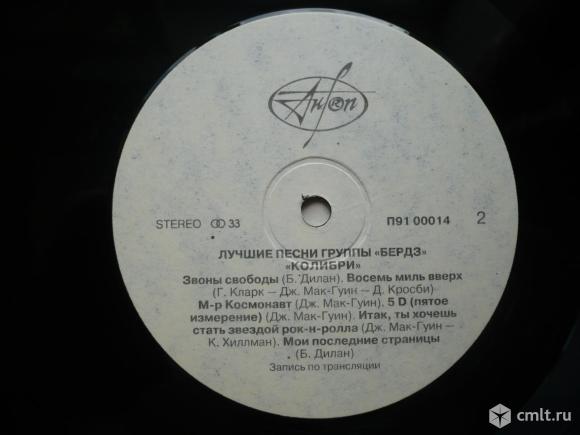 АнТоп
STEREO 33 П91 00014 2
ЛУЧШИЕ ПЕСНИ ГРУППЫ «БЕРДЗ»
«КОЛИБРИ»
Звоны свободы (Б. Дилан). Восемь миль вверх
(Г. Кларк — Дж. Мак-Гуин — Д. Кросби)
М-р Космонавт (Дж. Мак-Гуин). 5 D (пятое
измерение) (Дж. Мак-Гуин). Итак, ты хочешь
стать звездой рок-н-ролла (Дж. Мак-Гуин —
К. Хиллман). Мои последние страницы
(Б. Дилан)
Запись по трансляции
cmlt.ru